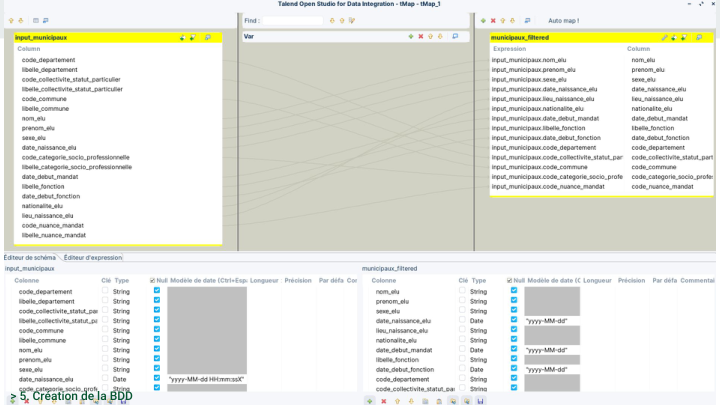 Talend Open Studio for Data Integration - tMap - tMap_1
Find :
Auto map !
input_municipaux
Column
code_departement
libelle_departement
code_collectivite_statut_particulier
libelle_collectivite_statut_particulier
code_commune
libelle_commune
nom_elu
prenom_elu
sexe_elu
date_naissance_elu
code_categorie_socio_professionnelle
libelle_categorie_socio_professionnelle
date_debut_mandat
libelle_fonction
date_debut_fonction
nationalite_elu
lieu_naissance_elu
code_nuance_mandat
libelle_nuance_mandat
Var
municipaux_filtered
Expression Column
input_municipaux.nom_elu nom_elu
input_municipaux.prenom_elu prenom_elu
input_municipaux.sexe_elu sexe_elu
input_municipaux.date_naissance_elu date_naissance_elu
input_municipaux.lieu_naissance_elu lieu_naissance_elu
input_municipaux.nationalite_elu nationalite_elu
input_municipaux.date_debut_mandat date_debut_mandat
input_municipaux.libelle_fonction libelle_fonction
input_municipaux.date_debut_fonction date_debut_fonction
input_municipaux.code_departement code_departement
input_municipaux.code_collectivite_statut_par code_collectivite_statut_part
input_municipaux.code_commune code_commune
input_municipaux.code_categorie_socio_profe code_categorie_socio_profes
input_municipaux.code_nuance_mandat code_nuance_mandat
Éditeur de schéma Éditeur d'expression
input_municipaux
Colonne Clé Type Null Modèle de date (Ctrl+Esp Longueur Précision Par défa Cor
code_departement String
libelle_departement String
code_collectivite_statut_pa String
libelle_collectivite_statut_pa String
code_commune String
libelle_commune String
nom_elu String
prenom_elu String
sexe_elu String
date_naissance_elu Date "yyyy-MM-dd HH:mm:ssX"
code_categorie_socio_profe String
municipaux_filtered
Colonne Clé Type Null Modèle de date (C Longueur Précision Par défa Commentai
nom_elu String
prenom_elu String
sexe_elu String
date_naissance_elu Date "yyyy-MM-dd"
lieu_naissance_elu String
nationalite_elu String
date_debut_mandat Date "yyyy-MM-dd"
libelle_fonction String
date_debut_fonction Date "yyyy-MM-dd"
code_departement String
code_collectivite_statut_pa String
> 5. Création de la BDD